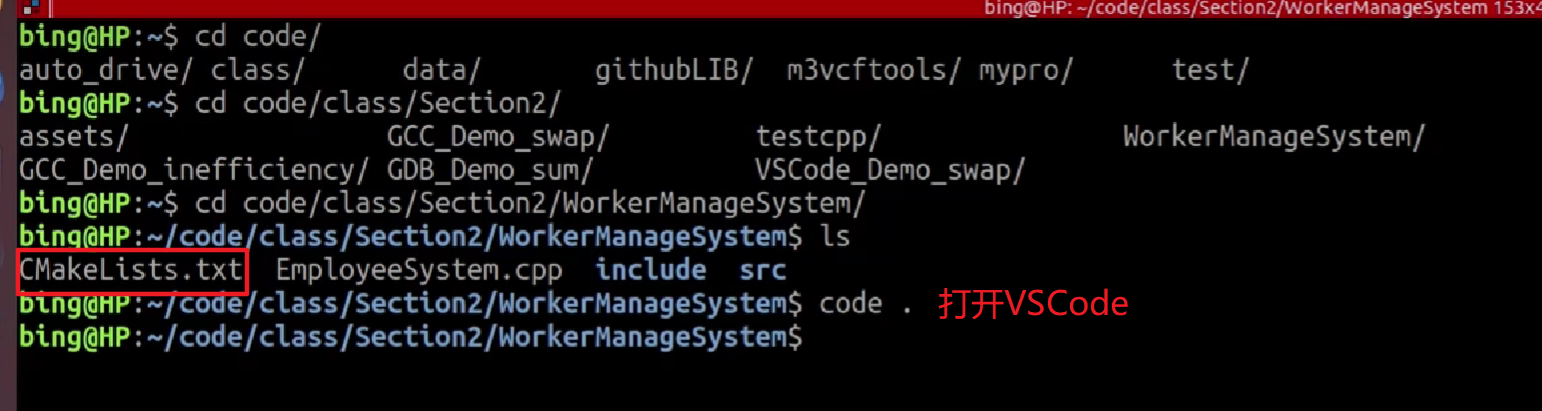 bing@HP: ~/code/class/Section2/WorkerManageSystem 153x4
bing@HP:~$ cd code/
auto_drive/ class/ data/ githubLIB/ m3vcftools/ mypro/ test/
bing@HP:~$ cd code/class/Section2/
assets/ GCC_Demo_swap/ testcpp/ WorkerManageSystem/
GCC_Demo_inefficiency/ GDB_Demo_sum/ VSCode_Demo_swap/
bing@HP:~$ cd code/class/Section2/WorkerManageSystem/
bing@HP:~/code/class/Section2/WorkerManageSystem$ ls
CMakeLists.txt EmployeeSystem.cpp include src
bing@HP:~/code/class/Section2/WorkerManageSystem$ code . 打开VSCode
bing@HP:~/code/class/Section2/WorkerManageSystem$